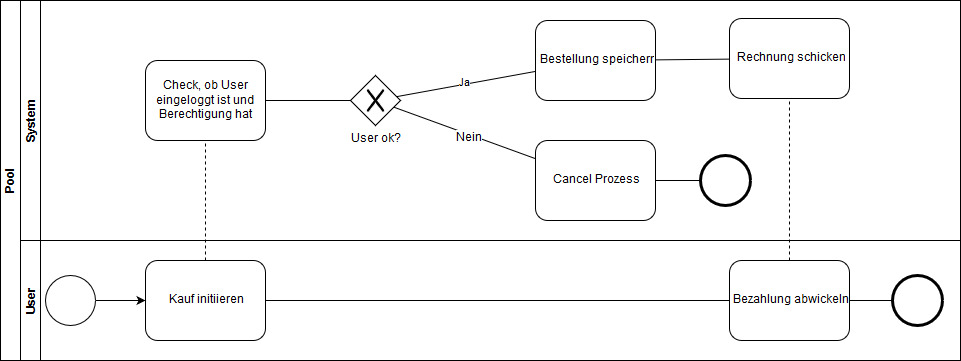 Pool
System
User
Check, ob User
eingeloggt ist und
Berechtigung hat
User ok?
Ja
Nein
Bestellung speicherr
Rechnung schicken
Cancel Prozess
Kauf initiieren
Bezahlung abwickeln